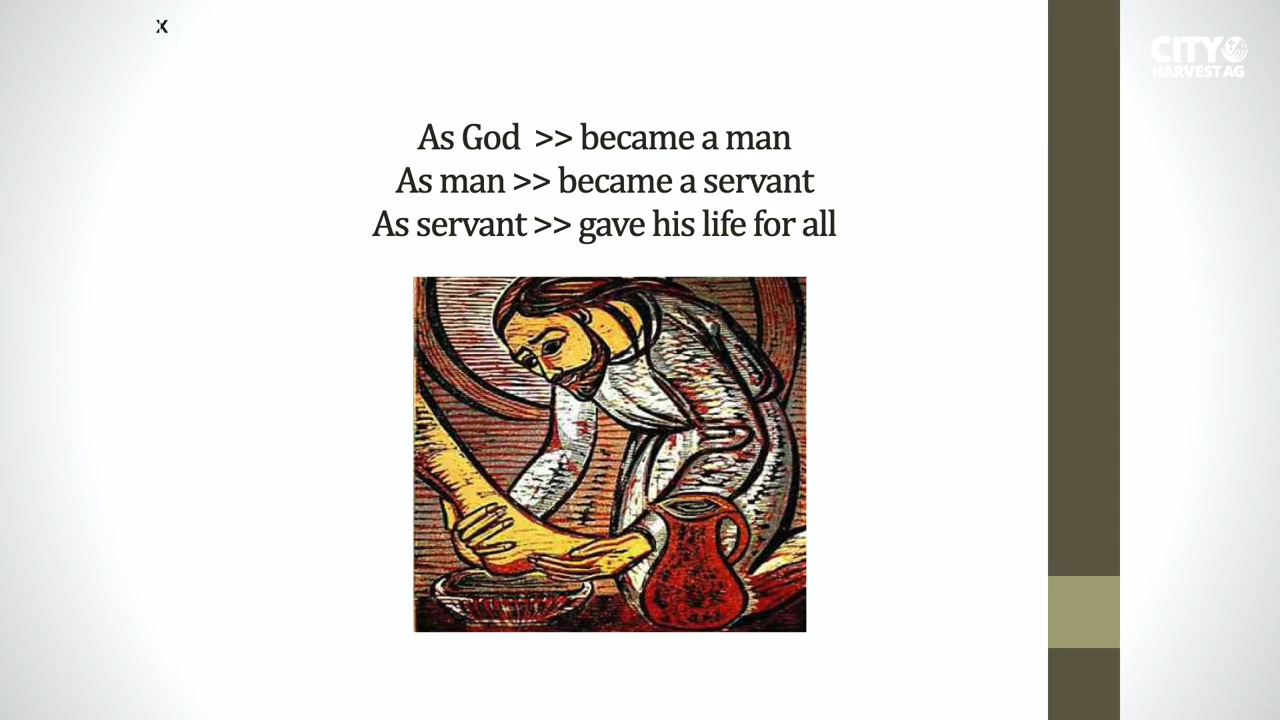 x
CITY
HARVEST AG
As God >> became a man
As man >> became a servant
As servant >> gave his life for all